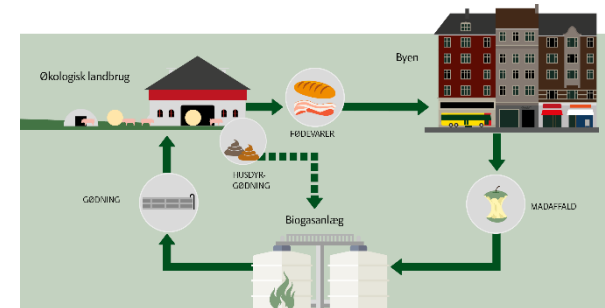 Økologisk landbrug
Byen
FØDEVARER
HUSDYR-
GØDNING
GØDNING
MADAFFALD
Biogasanlæg